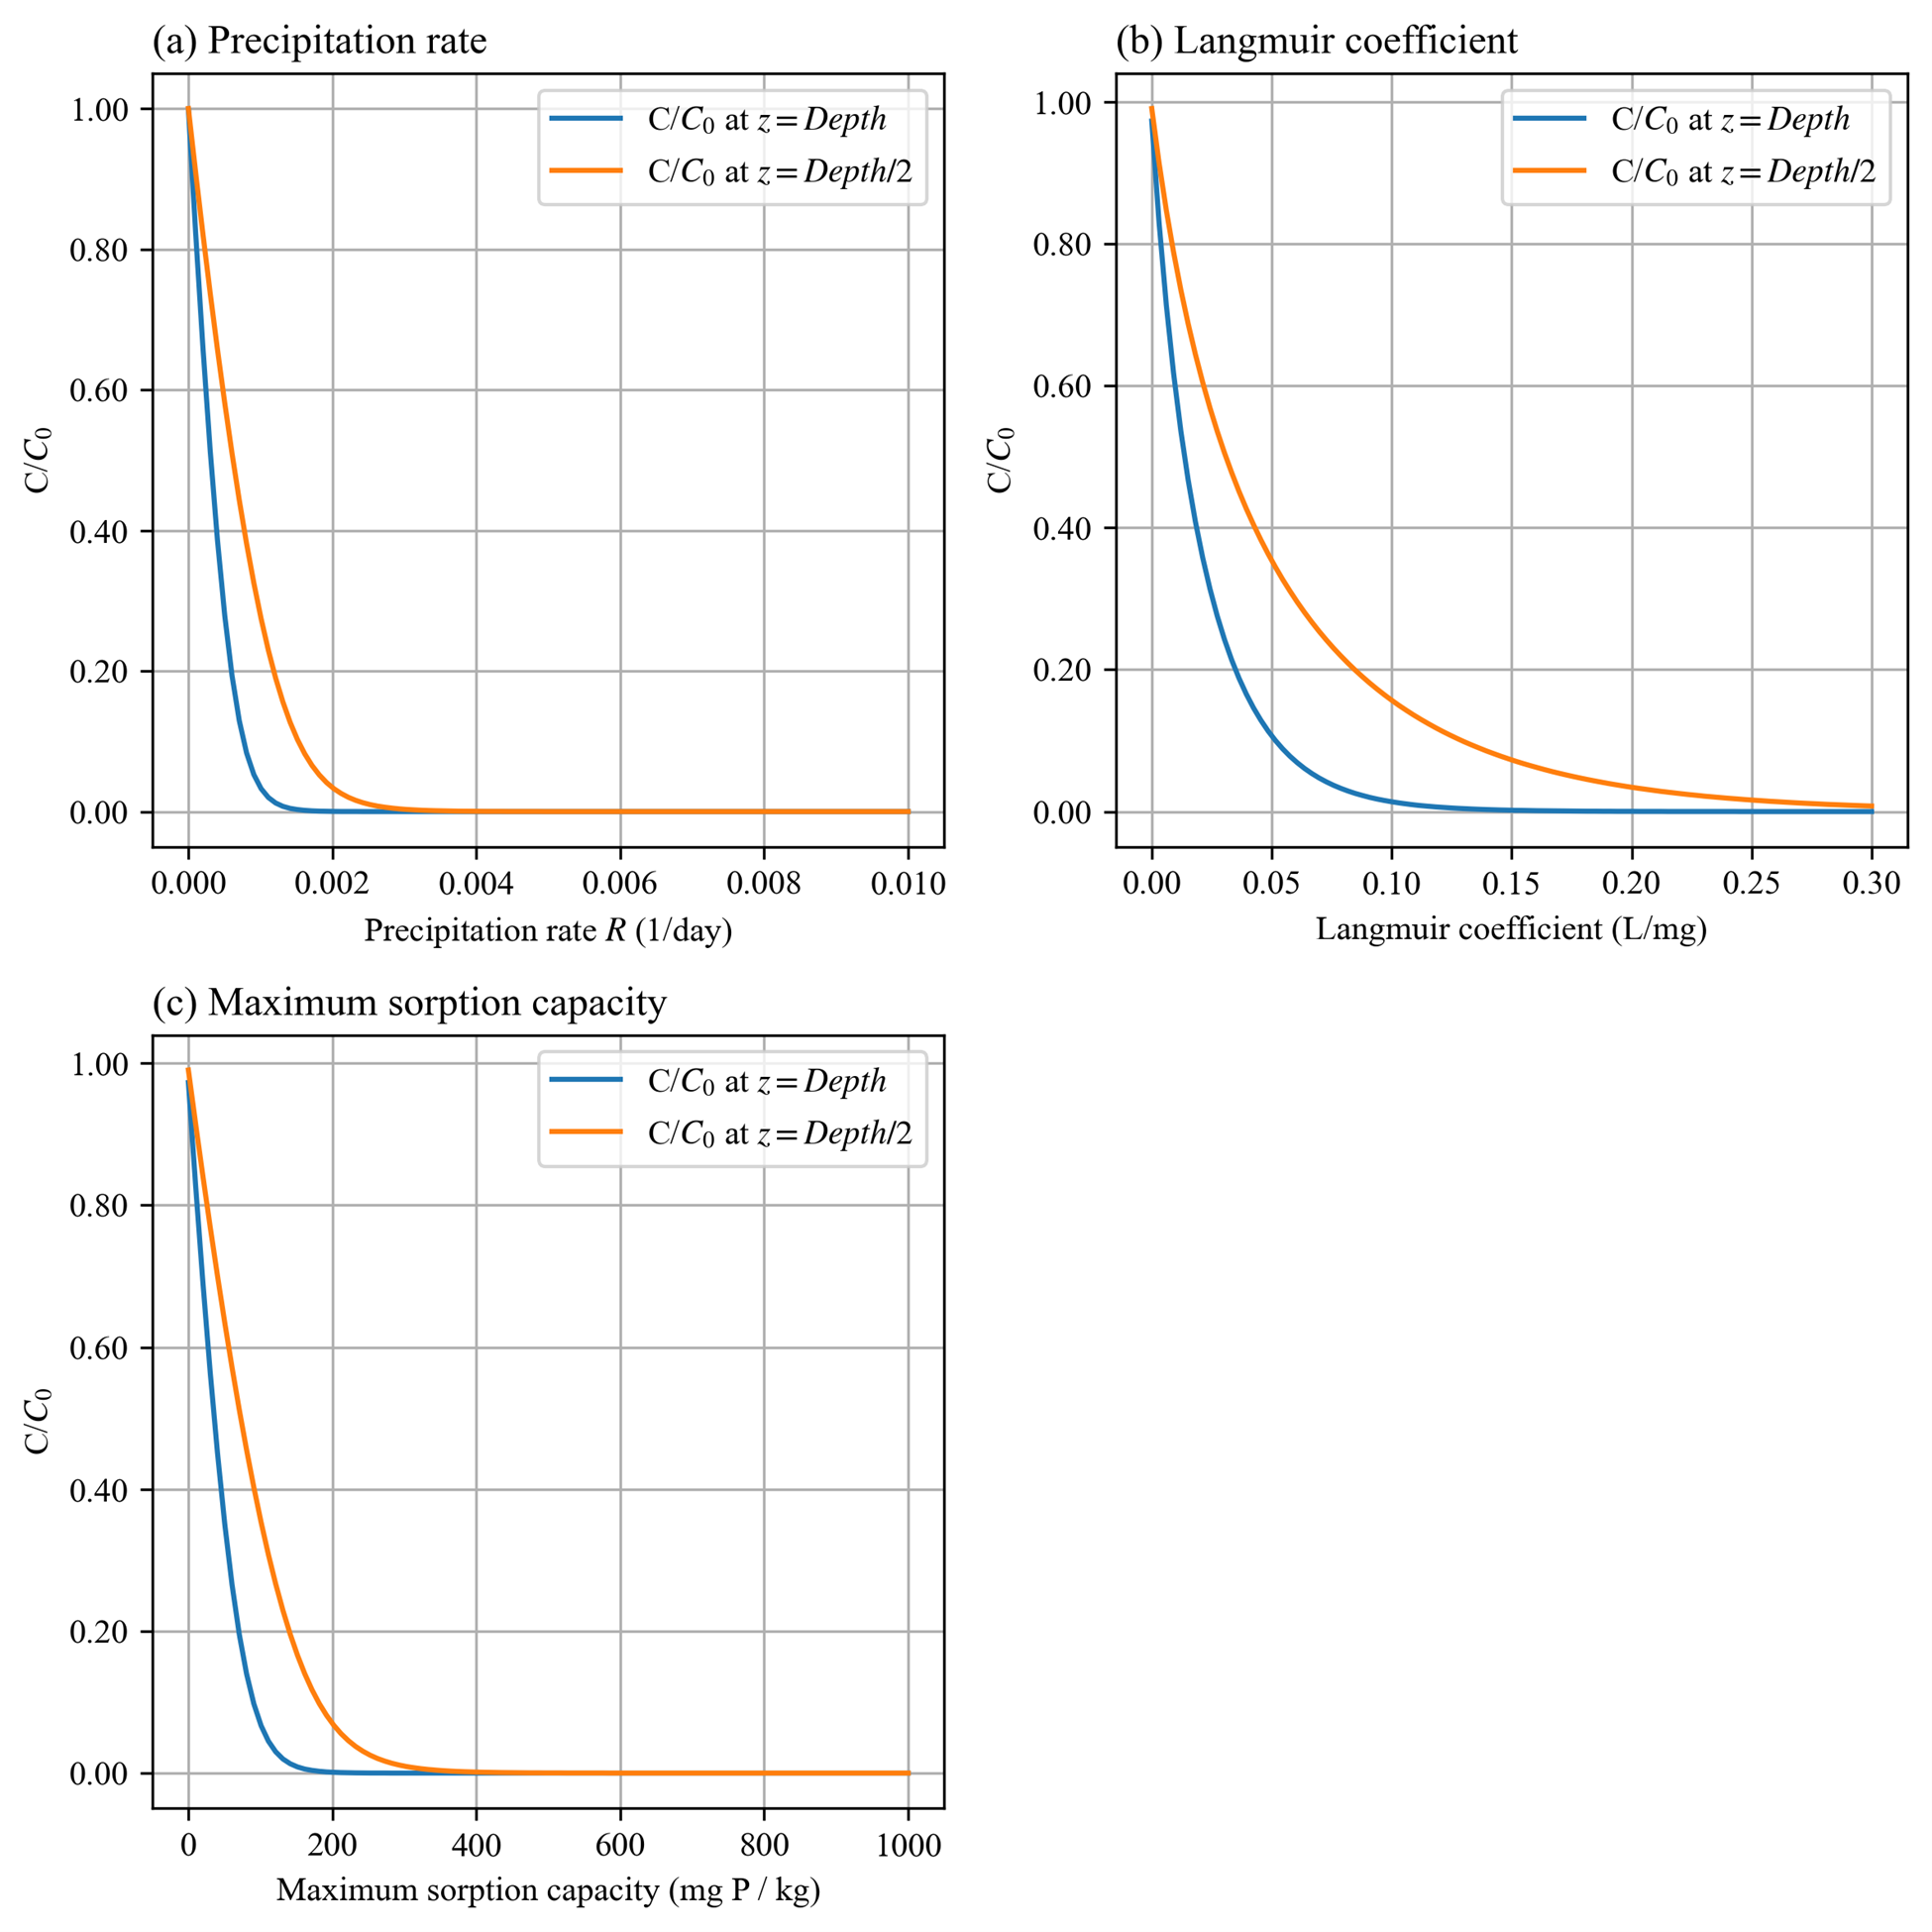 (a) Precipitation rate
C/C0 at z = Depth
C/C0 at z = Depth/2
1.00
0.80
0.60
0.40
0.20
0.00
C/C0
0.000 0.002 0.004 0.006 0.008 0.010
Precipitation rate R (1/day)
(b) Langmuir coefficient
C/C0 at z = Depth
C/C0 at z = Depth/2
1.00
0.80
0.60
0.40
0.20
0.00
C/C0
0.00 0.05 0.10 0.15 0.20 0.25 0.30
Langmuir coefficient (L/mg)
(c) Maximum sorption capacity
C/C0 at z = Depth
C/C0 at z = Depth/2
1.00
0.80
0.60
0.40
0.20
0.00
C/C0
0 200 400 600 800 1000
Maximum sorption capacity (mg P / kg)